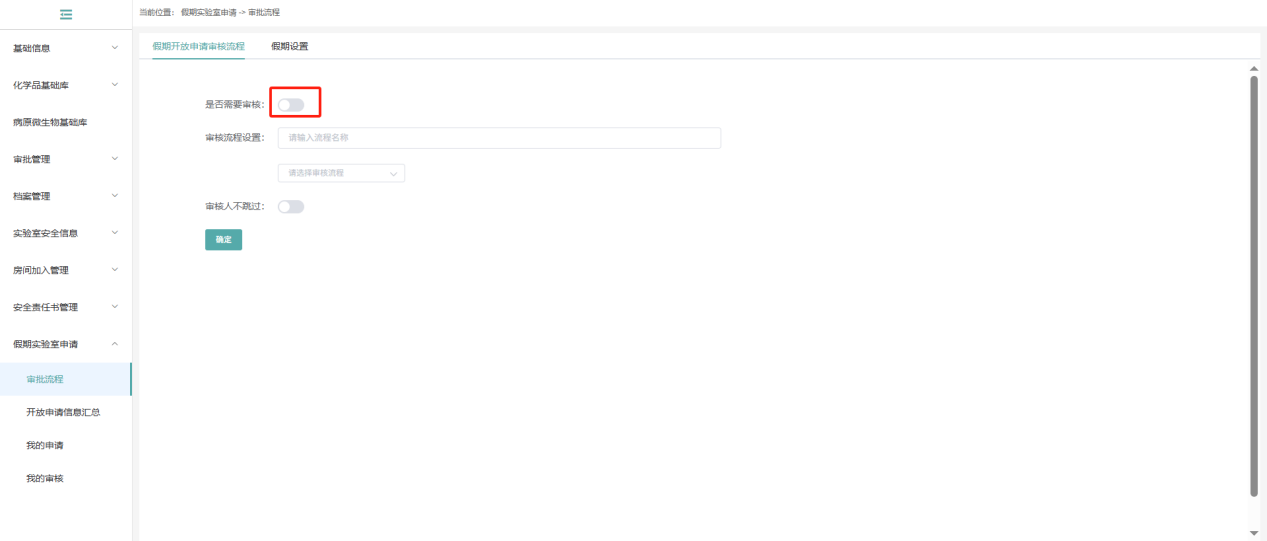 当前位置： 假期实验室申请 -> 审批流程
基础信息
化学品基础库
病原微生物基础库
审批管理
档案管理
实验室安全信息
房间加入管理
安全责任书管理
假期实验室申请
审批流程
开放申请信息汇总
我的申请
我的审核
假期开放申请审核流程 假期设置
是否需要审核：
审核流程设置： 请输入流程名称
请选择审核流程
审核人不跳过：
确定